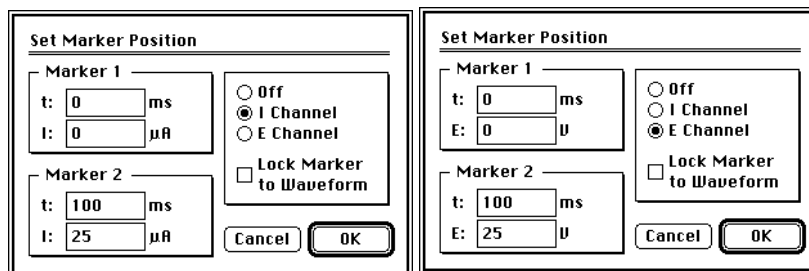 Set Marker Position
Marker 1
t: 0 ms
I: 0 µA
Marker 2
t: 100 ms
I: 25 µA
Off
I Channel
E Channel
Lock Marker
to Waveform
Cancel
OK
Set Marker Position
Marker 1
t: 0 ms
E: 0 V
Marker 2
t: 100 ms
E: 25 V
Off
I Channel
E Channel
Lock Marker
to Waveform
Cancel
OK